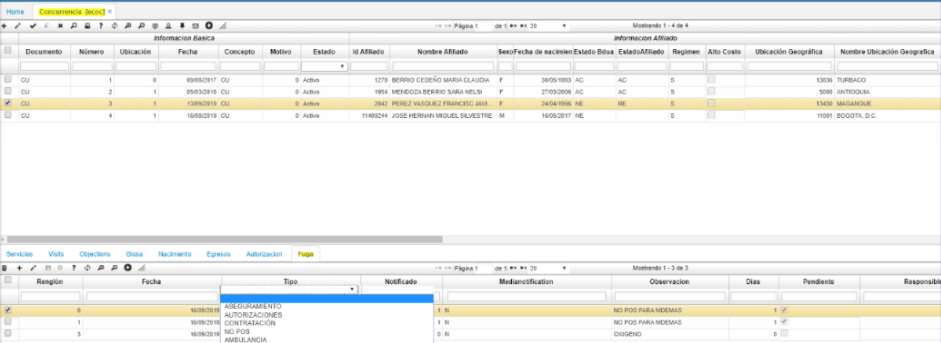 Home Concurrencia -[ecoc] ×
Página 1 de 1 20 Mostrando 1 - 4 de 4
Informacion Basica Informacion Afiliado
Documento Número Ubicación Fecha Concepto Motivo Estado Id Afiliado Nombre Afiliado Sexo Fecha de nacimien Estado Bdua EstadoAfiliado Regimen Alto Costo Ubicación Geográfica Nombre Ubicación Geografica
CU 1 0 09/08/2017 CU 0 Activo 1279 BERRIO CEDEÑO MARIA CLAUDIA F 30/05/1993 AC AC S 13836 TURBACO
CU 2 1 05/03/2018 CU 0 Activo 1954 MENDOZA BERRIO SARA NELSI F 27/03/2006 AC AC S 5000 ANTIOQUIA
CU 3 1 13/09/2019 CU 0 Activo 2042 PEREZ VASQUEZ FRANCISC JAVI... F 24/04/1996 NE RE S 13430 MAGANGUE
CU 4 1 16/09/2019 CU 0 Activo 11409244 JOSE HERNAN MIGUEL SILVESTRE M 16/09/2017 NE S 11001 BOGOTA, D.C.
Servicios Visits Objections Glosa Nacimiento Egresos Autorizacion Fuga
Página 1 de 1 20 Mostrando 1 - 3 de 3
Renglón Fecha Tipo Notificado Medianotification Observacion Dias Pendiente Responsible
0 16/09/2019 1 N NO POS PARA MDEMAS 1
ASEGURAMIENTO
AUTORIZACIONES
1 16/09/2019 1 N NO POS PARA MDEMAS 1
CONTRATACIÓN
NO POS
3 16/09/2019 0 N OXIGENO 0
AMBULANCIA